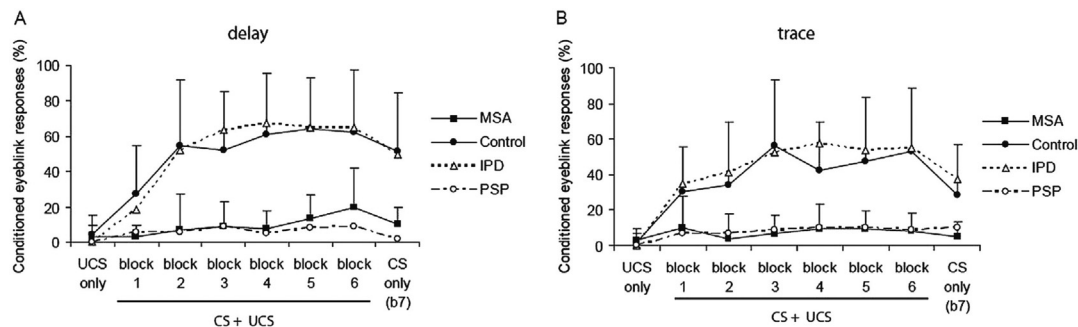 A
delay
Conditioned eyeblink responses (%)
100
80
60
40
20
0
UCS only
block 1
block 2
block 3
block 4
block 5
block 6
CS only (b7)
CS + UCS
MSA
Control
IPD
PSP
B
trace
Conditioned eyeblink responses (%)
100
80
60
40
20
0
UCS only
block 1
block 2
block 3
block 4
block 5
block 6
CS only (b7)
CS + UCS
MSA
Control
IPD
PSP